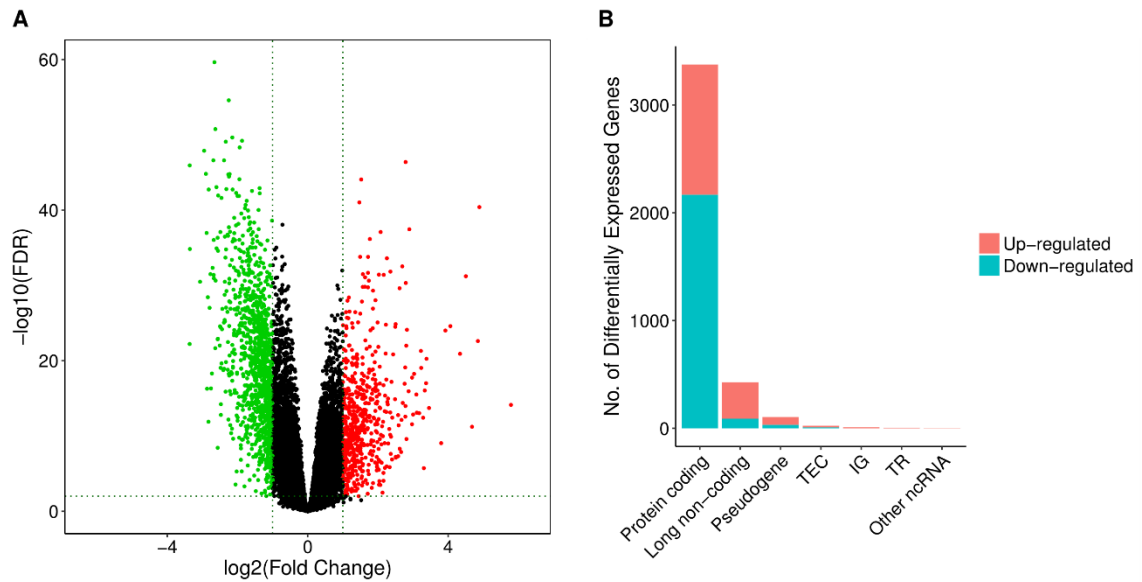 A
60
40
20
0
−log10(FDR)
−4
0
4
log2(Fold Change)
B
3000
2000
1000
0
No. of Differentially Expressed Genes
Protein coding
Long non−coding
Pseudogene
TEC
IG
TR
Other ncRNA
Up−regulated
Down−regulated